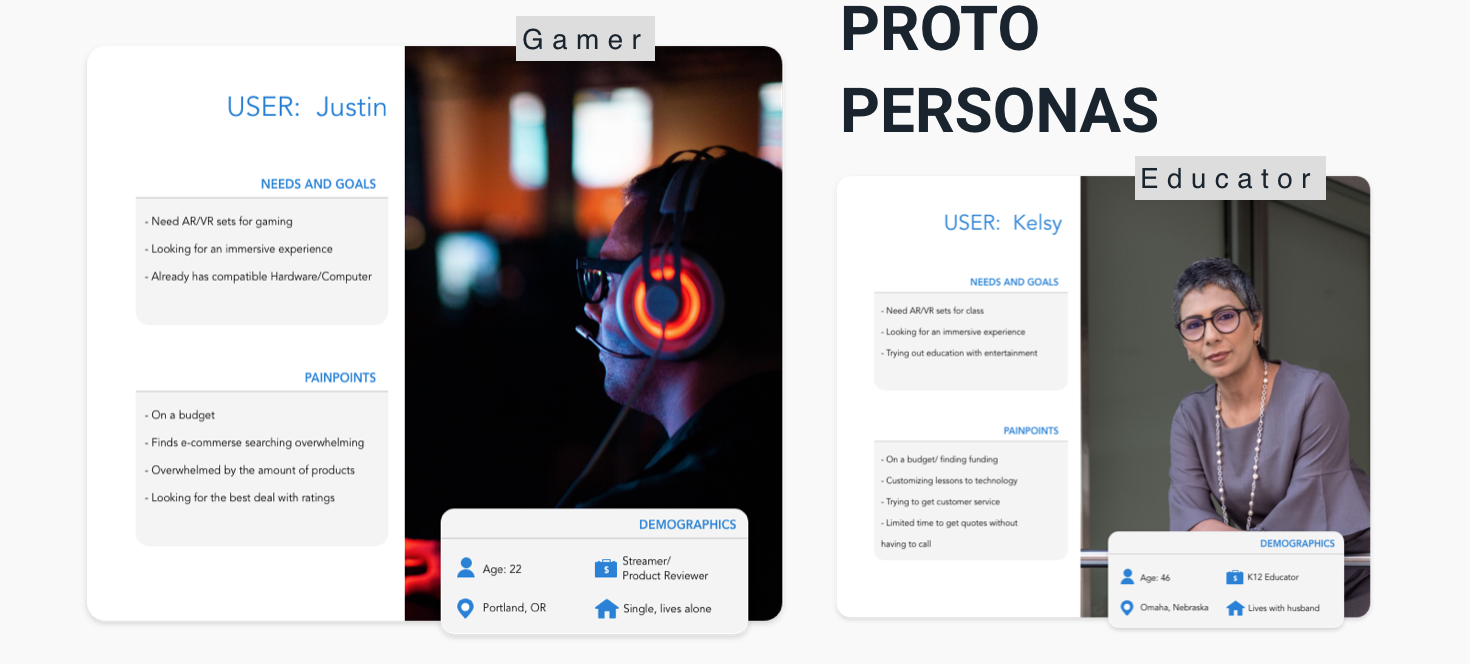 Gamer
USER: Justin
NEEDS AND GOALS
- Need AR/VR sets for gaming
- Looking for an immersive experience
- Already has compatible Hardware/Computer
PAINPOINTS
- On a budget
- Finds e-commerse searching overwhelming
- Overwhelmed by the amount of products
- Looking for the best deal with ratings
DEMOGRAPHICS
Age: 22
Streamer/
Product Reviewer
Portland, OR
Single, lives alone
PROTO
PERSONAS
Educator
USER: Kelsy
NEEDS AND GOALS
- Need AR/VR sets for class
- Looking for an immersive experience
- Trying out education with entertainment
PAINPOINTS
- On a budget/ finding funding
- Customizing lessons to technology
- Trying to get customer service
- Limited time to get quotes without
having to call
DEMOGRAPHICS
Age: 46
K12 Educator
Omaha, Nebraska
Lives with husband